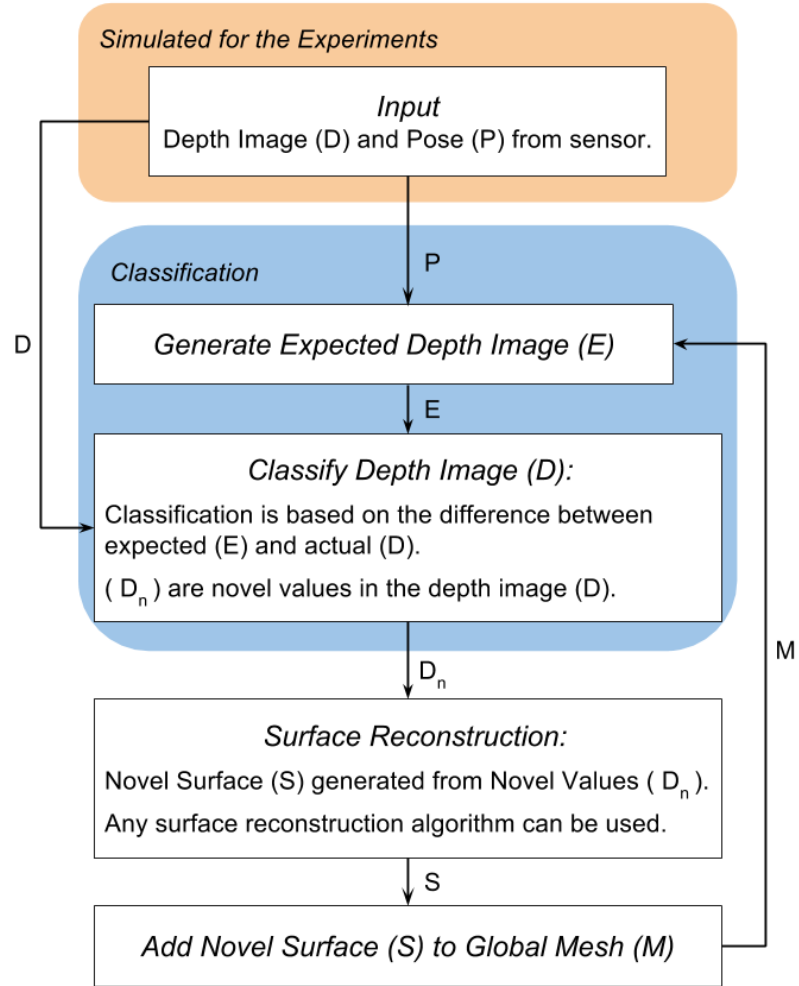 Simulated for the Experiments
Input
Depth Image (D) and Pose (P) from sensor.
P
Classification
D
Generate Expected Depth Image (E)
E
Classify Depth Image (D):
Classification is based on the difference between
expected (E) and actual (D).
( Dn ) are novel values in the depth image (D).
M
Dn
Surface Reconstruction:
Novel Surface (S) generated from Novel Values ( Dn ).
Any surface reconstruction algorithm can be used.
S
Add Novel Surface (S) to Global Mesh (M)